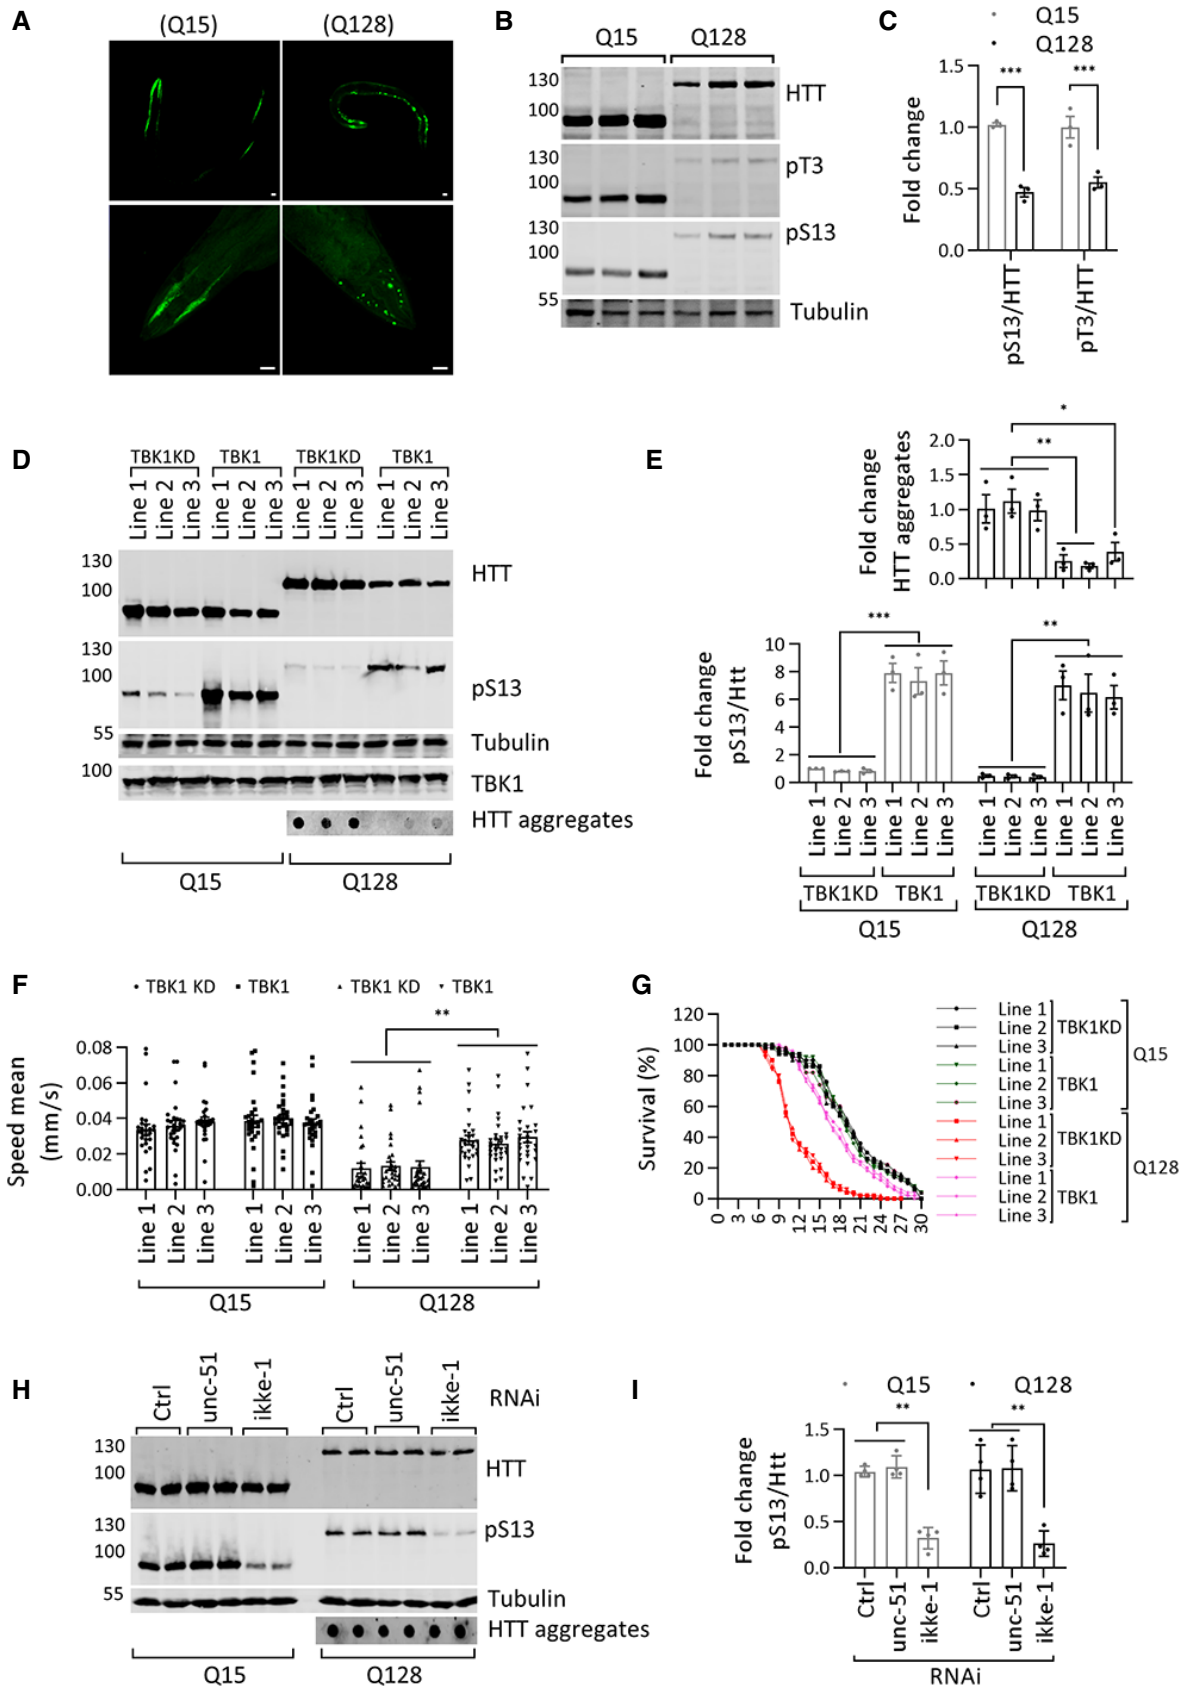 A
(Q15)
(Q128)
B
Q15
Q128
130
100
HTT
130
100
pT3
130
100
pS13
55
Tubulin
C
Q15
Q128
Fold change
1.5
1.0
0.5
0.0
***
***
pS13/HTT
pT3/HTT
D
TBK1KD
TBK1
TBK1KD
TBK1
Line 1
Line 2
Line 3
Line 1
Line 2
Line 3
Line 1
Line 2
Line 3
Line 1
Line 2
Line 3
130
100
HTT
130
100
pS13
55
Tubulin
100
TBK1
HTT aggregates
Q15
Q128
E
Fold change
HTT aggregates
2.0
1.5
1.0
0.5
0.0
*
**
Fold change
pS13/Htt
10
8
6
4
2
0
***
**
Line 1
Line 2
Line 3
Line 1
Line 2
Line 3
Line 1
Line 2
Line 3
Line 1
Line 2
Line 3
TBK1KD
TBK1
TBK1KD
TBK1
Q15
Q128
F
TBK1 KD
TBK1
TBK1 KD
TBK1
**
Speed mean
(mm/s)
0.08
0.06
0.04
0.02
0.00
Line 1
Line 2
Line 3
Line 1
Line 2
Line 3
Line 1
Line 2
Line 3
Line 1
Line 2
Line 3
Q15
Q128
G
Survival (%)
120
100
80
60
40
20
0
0
3
6
9
12
15
18
21
24
27
30
Line 1
Line 2
Line 3
TBK1KD
Line 1
Line 2
Line 3
TBK1
Q15
Line 1
Line 2
Line 3
TBK1KD
Line 1
Line 2
Line 3
TBK1
Q128
H
Ctrl
unc-51
ikke-1
Ctrl
unc-51
ikke-1
RNAi
130
100
HTT
130
100
pS13
55
Tubulin
HTT aggregates
Q15
Q128
I
Q15
Q128
**
**
Fold change
pS13/Htt
1.5
1.0
0.5
0.0
Ctrl
unc-51
ikke-1
Ctrl
unc-51
ikke-1
RNAi